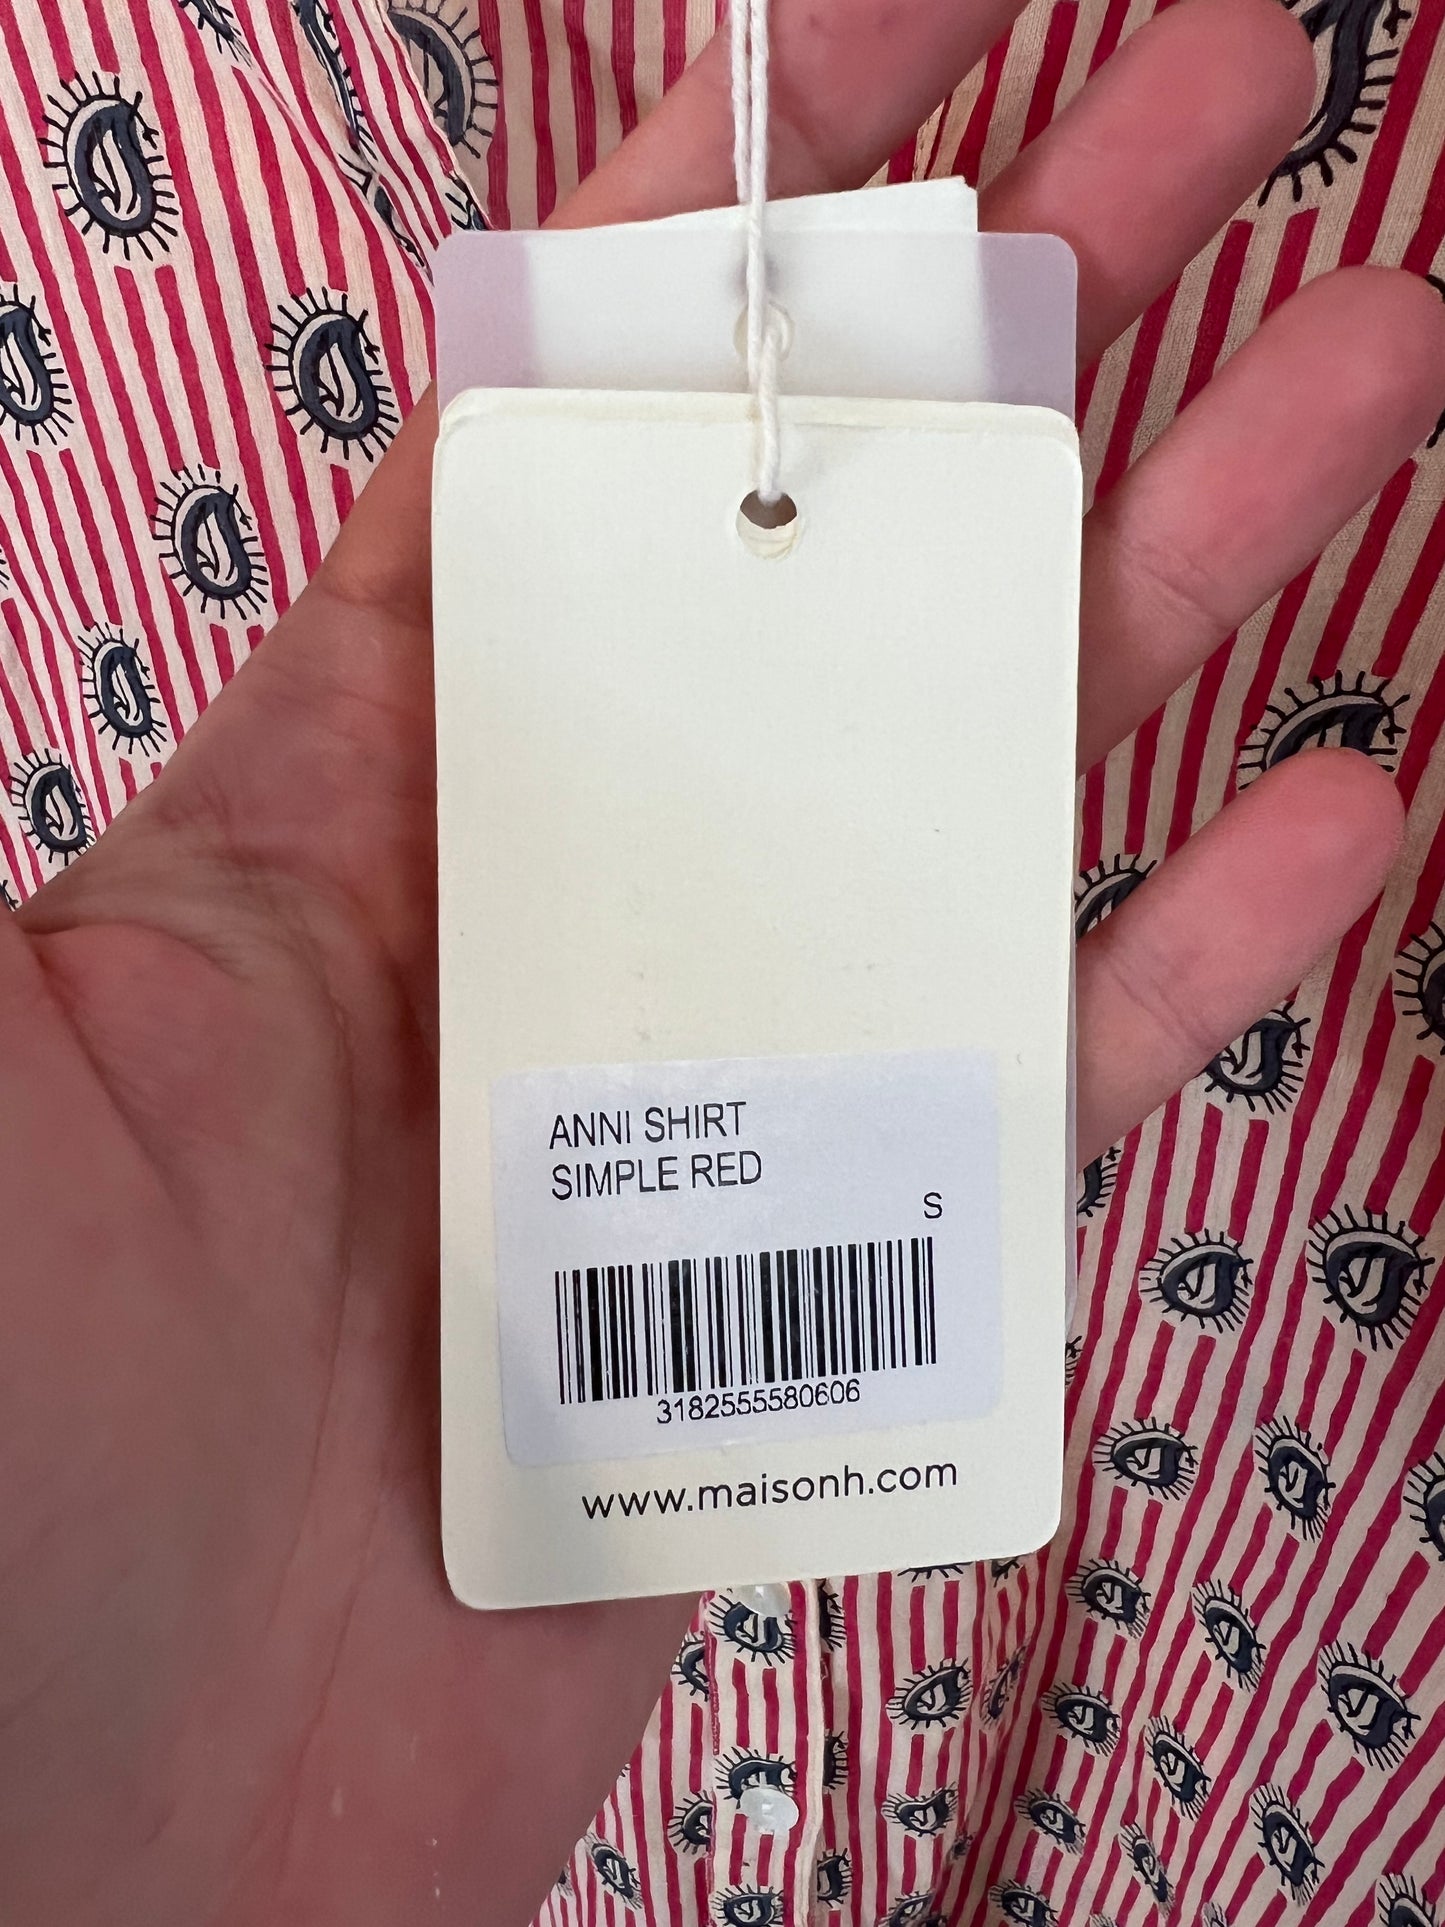 ANNI SHIRT
SIMPLE RED
S
3182555580606
www.maisonh.com